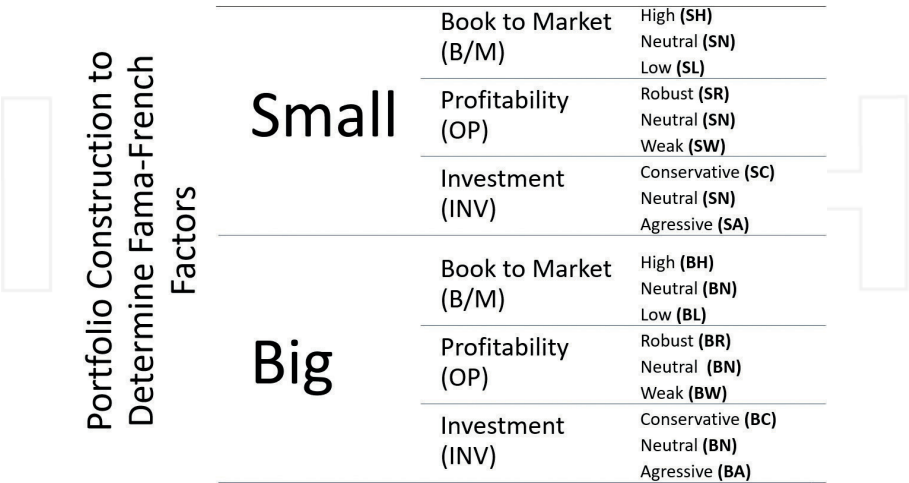 Portfolio Construction to
Determine Fama-French
Factors
Small
Book to Market
(B/M)
High (SH)
Neutral (SN)
Low (SL)
Profitability
(OP)
Robust (SR)
Neutral (SN)
Weak (SW)
Investment
(INV)
Conservative (SC)
Neutral (SN)
Agressive (SA)
Big
Book to Market
(B/M)
High (BH)
Neutral (BN)
Low (BL)
Profitability
(OP)
Robust (BR)
Neutral (BN)
Weak (BW)
Investment
(INV)
Conservative (BC)
Neutral (BN)
Agressive (BA)